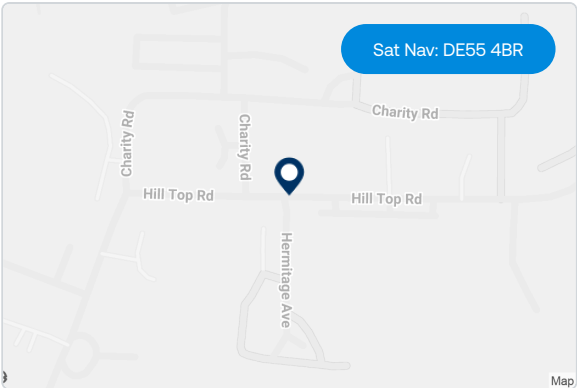 Sat Nav: DE55 4BR
Charity Rd
Charity Rd
Charity Rd
Hill Top Rd
Hill Top Rd
Hermitage Ave
Map